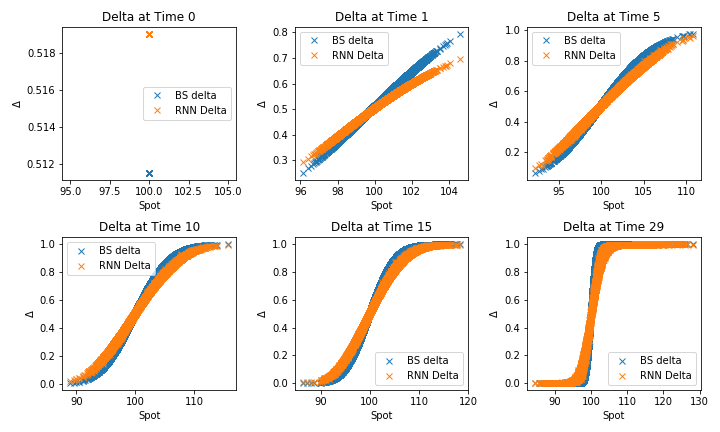 Delta at Time 0
0.518
0.516
0.514
0.512
Δ
BS delta
RNN Delta
95.0 97.5 100.0 102.5 105.0
Spot
Delta at Time 1
0.8
0.7
0.6
0.5
0.4
0.3
Δ
BS delta
RNN Delta
96 98 100 102 104
Spot
Delta at Time 5
1.0
0.8
0.6
0.4
0.2
Δ
BS delta
RNN Delta
95 100 105 110
Spot
Delta at Time 10
1.0
0.8
0.6
0.4
0.2
0.0
Δ
BS delta
RNN Delta
90 100 110
Spot
Delta at Time 15
1.0
0.8
0.6
0.4
0.2
0.0
Δ
BS delta
RNN Delta
90 100 110 120
Spot
Delta at Time 29
1.0
0.8
0.6
0.4
0.2
0.0
Δ
BS delta
RNN Delta
90 100 110 120 130
Spot